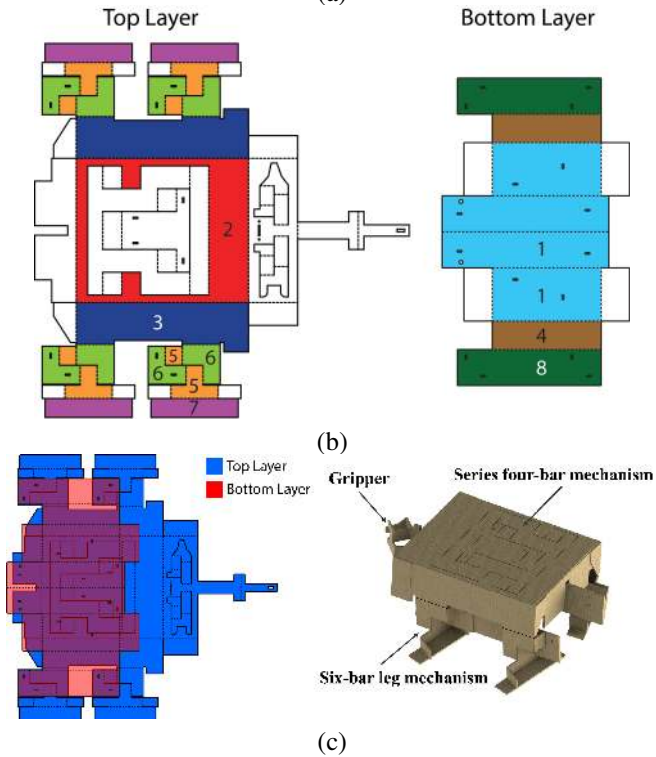 (a)
Top Layer
Bottom Layer
2
3
5
6
6
5
7
1
1
4
8
(b)
Top Layer
Bottom Layer
Gripper
Series four-bar mechanism
Six-bar leg mechanism
(c)